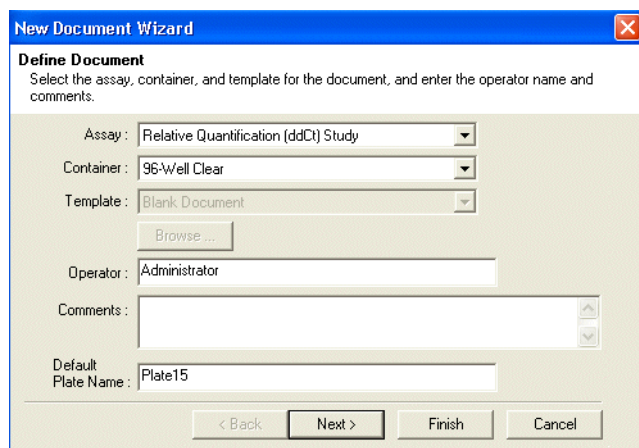 New Document Wizard
Define Document
Select the assay, container, and template for the document, and enter the operator name and
comments.
Assay : Relative Quantification (ddCt) Study
Container : 96-Well Clear
Template : Blank Document
Browse ...
Operator : Administrator
Comments :
Default
Plate Name : Plate15
< Back Next > Finish Cancel